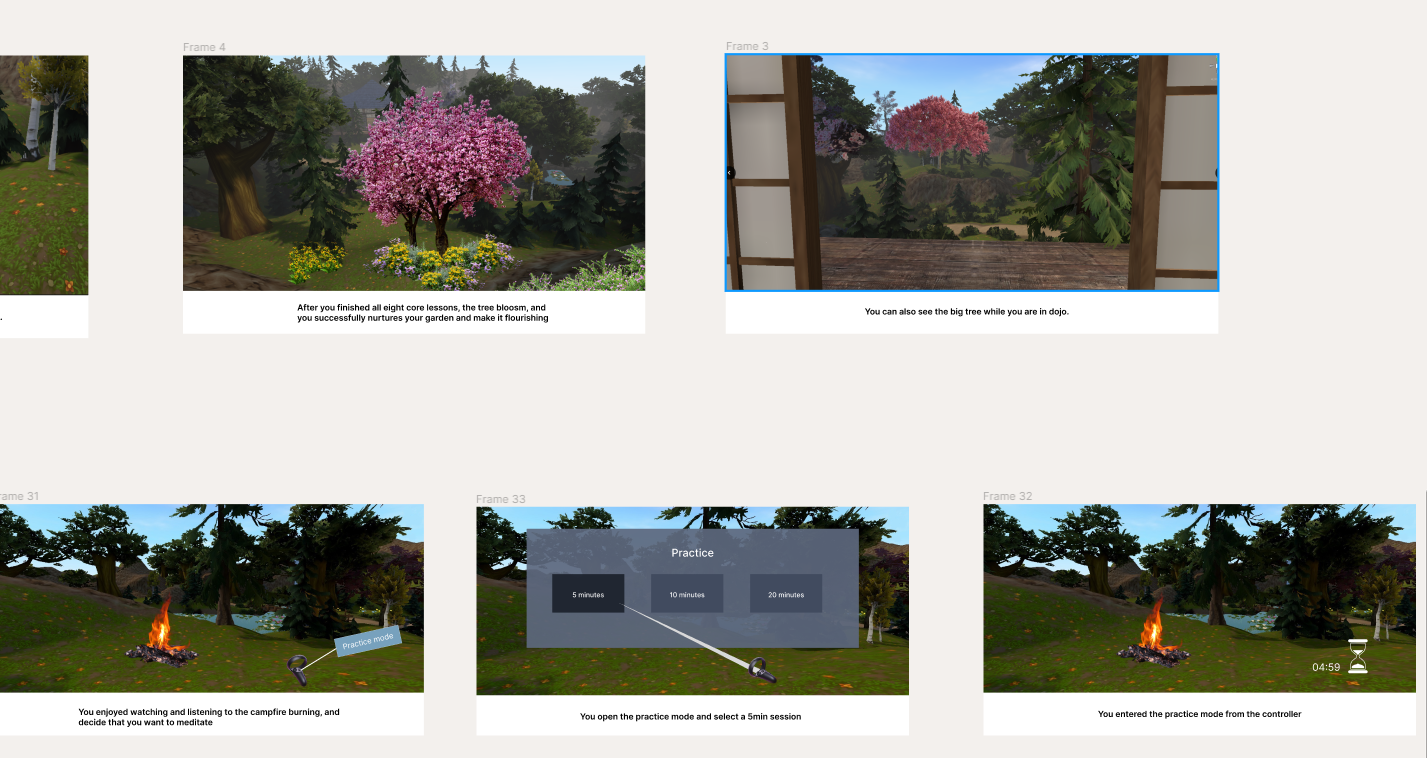 Frame 4
Frame 3
.
After you finished all eight core lessons, the tree bloosm, and
you successfully nurtures your garden and make it flourishing
You can also see the big tree while you are in dojo.
rame 31
Frame 33
Frame 32
Practice
5 minutes
10 minutes
20 minutes
Practice mode
04:59
You enjoyed watching and listening to the campfire burning, and
decide that you want to meditate
You open the practice mode and select a 5min session
You entered the practice mode from the controller